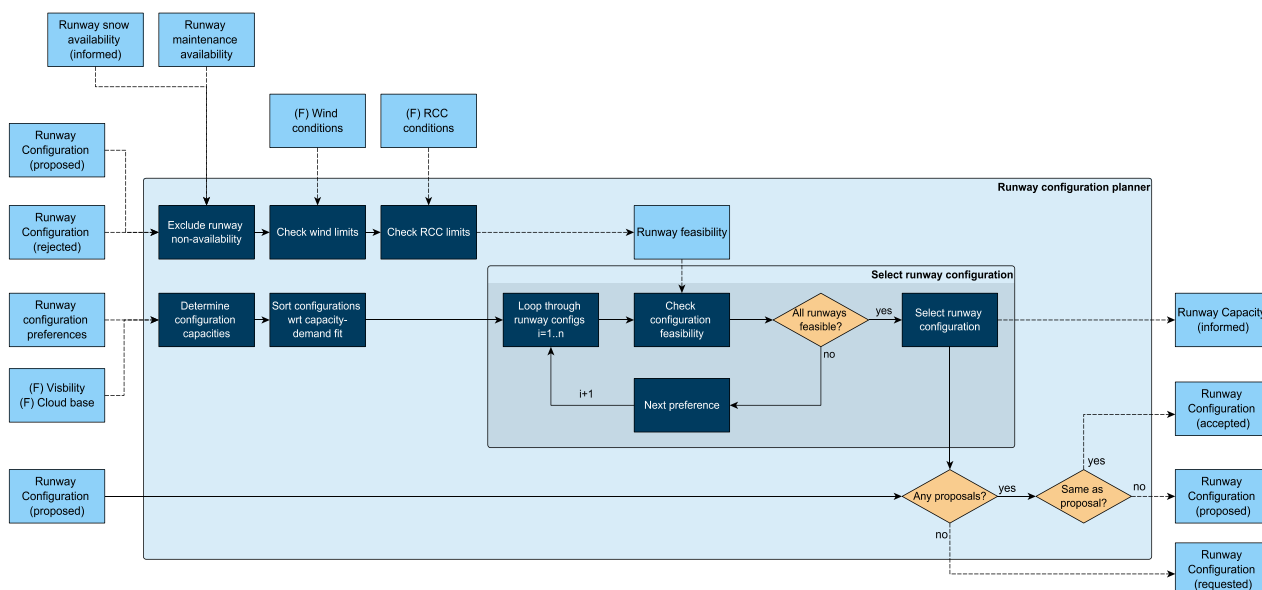 Runway snow
availability
(informed)
Runway
maintenance
availability
(F) Wind
conditions
(F) RCC
conditions
Runway
Configuration
(proposed)
Runway configuration planner
Runway
Configuration
(rejected)
Exclude runway
non-availability
Check wind limits
Check RCC limits
Runway feasibility
Select runway configuration
Runway
configuration
preferences
Determine
configuration
capacities
Sort configurations
wrt capacity-
demand fit
Loop through
runway configs
i=1..n
Check
configuration
feasibility
All runways
feasible?
yes
Select runway
configuration
Runway Capacity
(informed)
no
(F) Visbility
(F) Cloud base
i+1
Next preference
Runway
Configuration
(accepted)
yes
Runway
Configuration
(proposed)
Any proposals?
yes
Same as
proposal?
no
Runway
Configuration
(proposed)
no
Runway
Configuration
(requested)